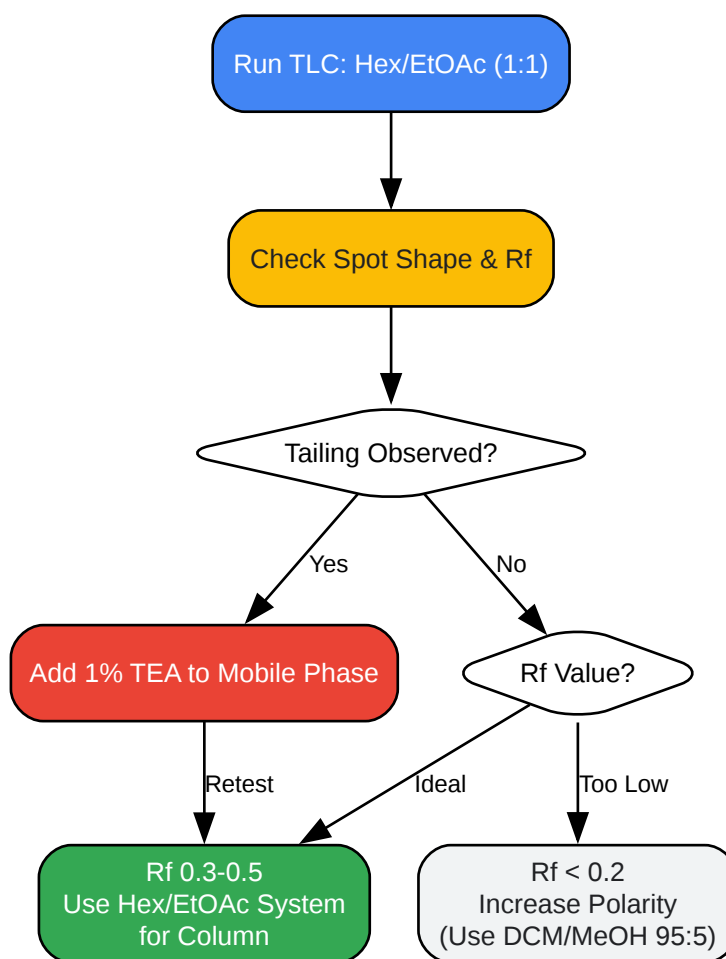 Run TLC: Hex/EtOAc (1:1)
Check Spot Shape & Rf
Tailing Observed?
Yes
No
Add 1% TEA to Mobile Phase
Rf Value?
Retest
Ideal
Too Low
Rf 0.3-0.5
Use Hex/EtOAc System
for Column
Rf < 0.2
Increase Polarity
(Use DCM/MeOH 95:5)